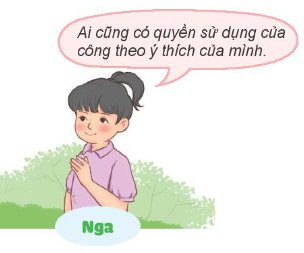 Ai cũng có quyền sử dụng của
công theo ý thích của mình.
Nga